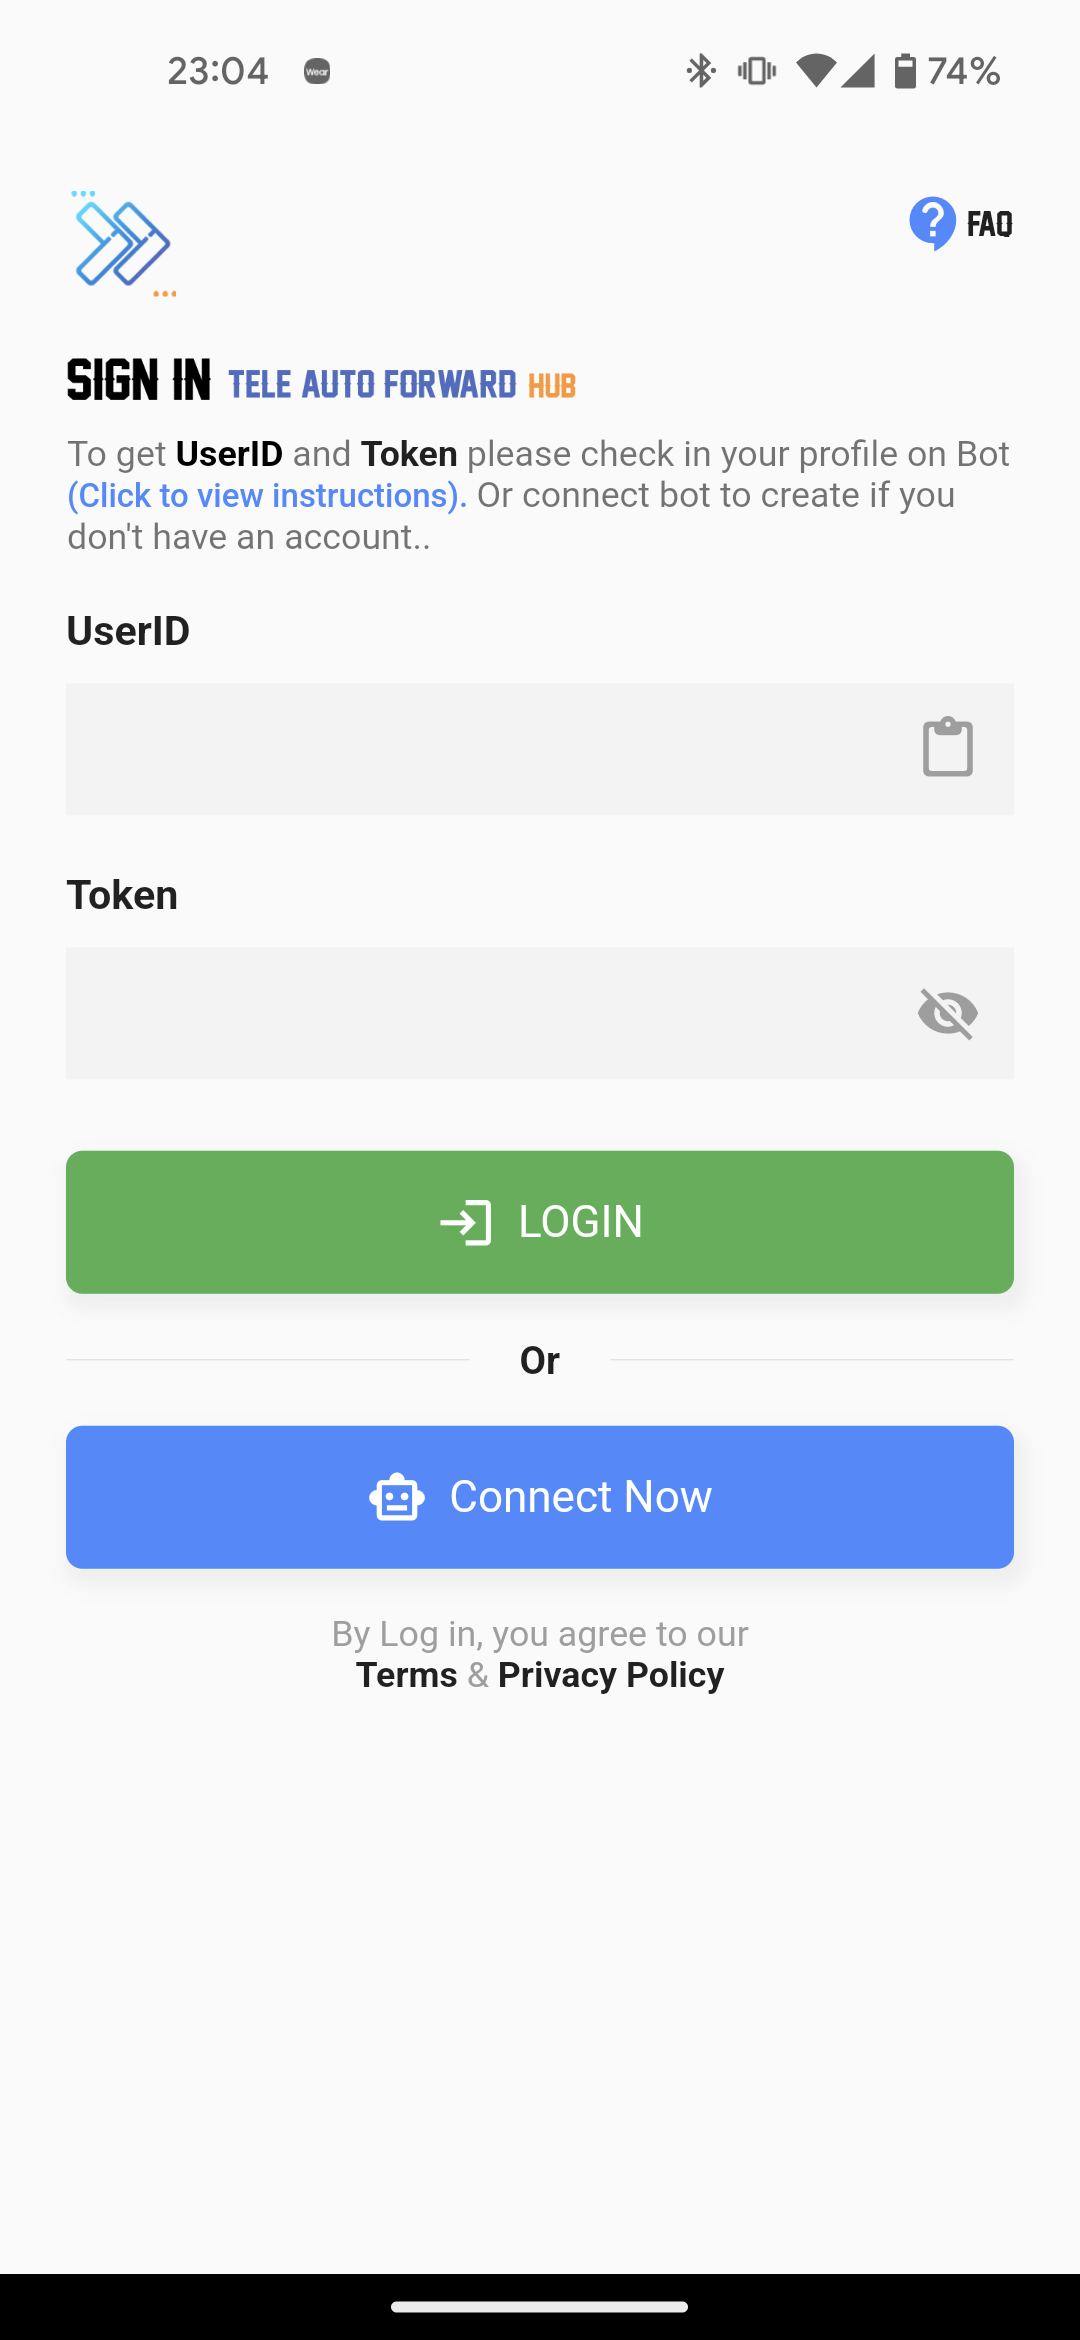 23:04
Wear
74%
FAQ
SIGN IN TELE AUTO FORWARD HUB
To get UserID and Token please check in your profile on Bot
(Click to view instructions). Or connect bot to create if you
don't have an account..
UserID
Token
LOGIN
Or
Connect Now
By Log in, you agree to our
Terms & Privacy Policy